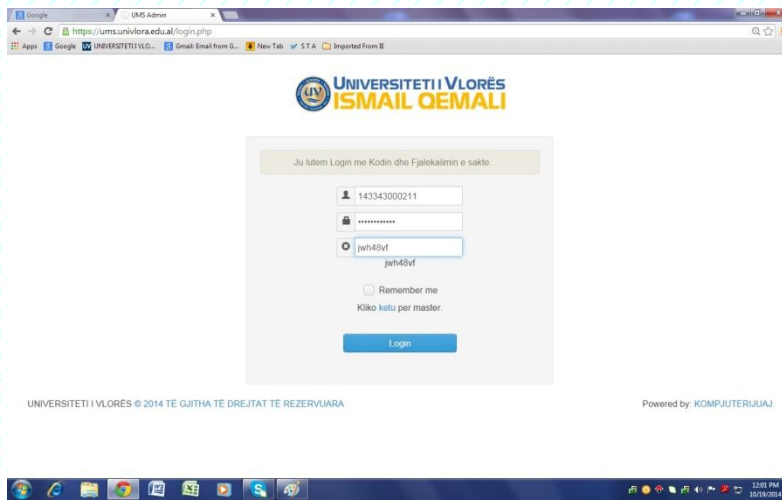 Google
UMS Admin
https://ums.univlora.edu.al/login.php
Apps Google UNIVERSITETI I VLO... Gmail: Email from G... New Tab S T A Imported From IE
UNIVERSITETI I VLORËS
ISMAIL QEMALI
Ju lutem Login me Kodin dhe Fjalekalimin e sakte.
143343000211
••••••••••••
jwh48vf
jwh48vf
Remember me
Kliko ketu per master.
Login
UNIVERSITETI I VLORËS © 2014 TË GJITHA TË DREJTAT TË REZERVUARA
Powered by: KOMPJUTERIJUAJ
12:01 PM
10/19/2014